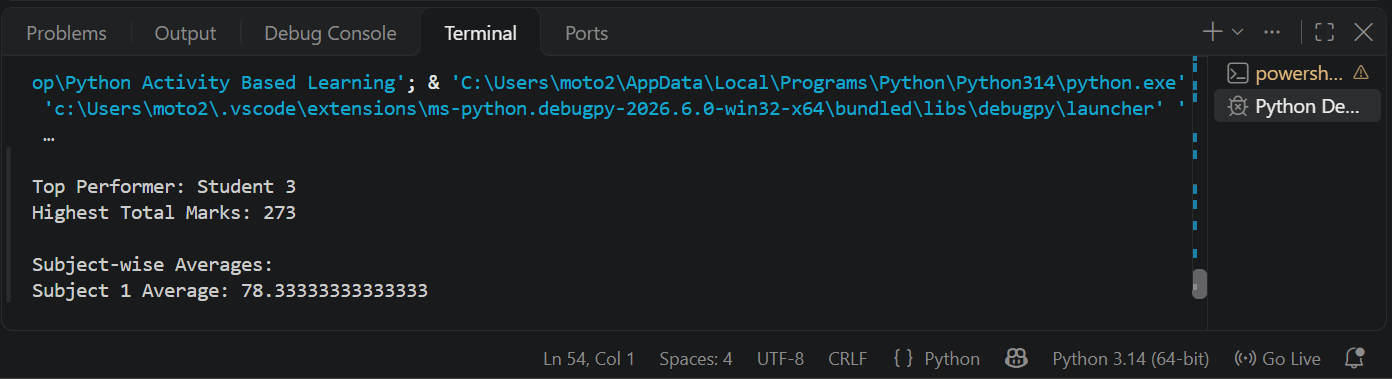 Problems Output Debug Console Terminal Ports
op\Python Activity Based Learning'; & 'C:\Users\moto2\AppData\Local\Programs\Python\Python314\python.exe'
'c:\Users\moto2\.vscode\extensions\ms-python.debugpy-2026.6.0-win32-x64\bundled\libs\debugpy\launcher' '
…
Top Performer: Student 3
Highest Total Marks: 273
Subject-wise Averages:
Subject 1 Average: 78.33333333333333
powersh...
Python De...
Ln 54, Col 1 Spaces: 4 UTF-8 CRLF { } Python Python 3.14 (64-bit) Go Live